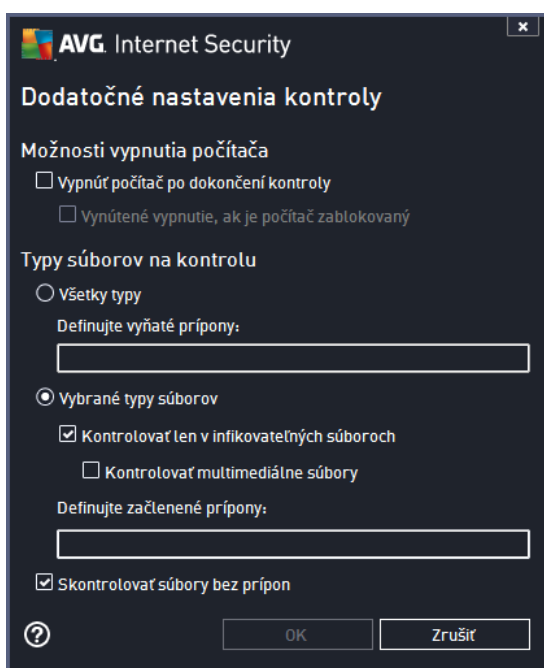 AVG. Internet Security
Dodatočné nastavenia kontroly
Možnosti vypnutia počítača
Vypnúť počítač po dokončení kontroly
Vynútené vypnutie, ak je počítač zablokovaný
Typy súborov na kontrolu
Všetky typy
Definujte vyňaté prípony:
Vybrané typy súborov
Kontrolovať len v infikovateľných súboroch
Kontrolovať multimediálne súbory
Definujte začlenené prípony:
Skontrolovať súbory bez prípon
OK
Zrušiť